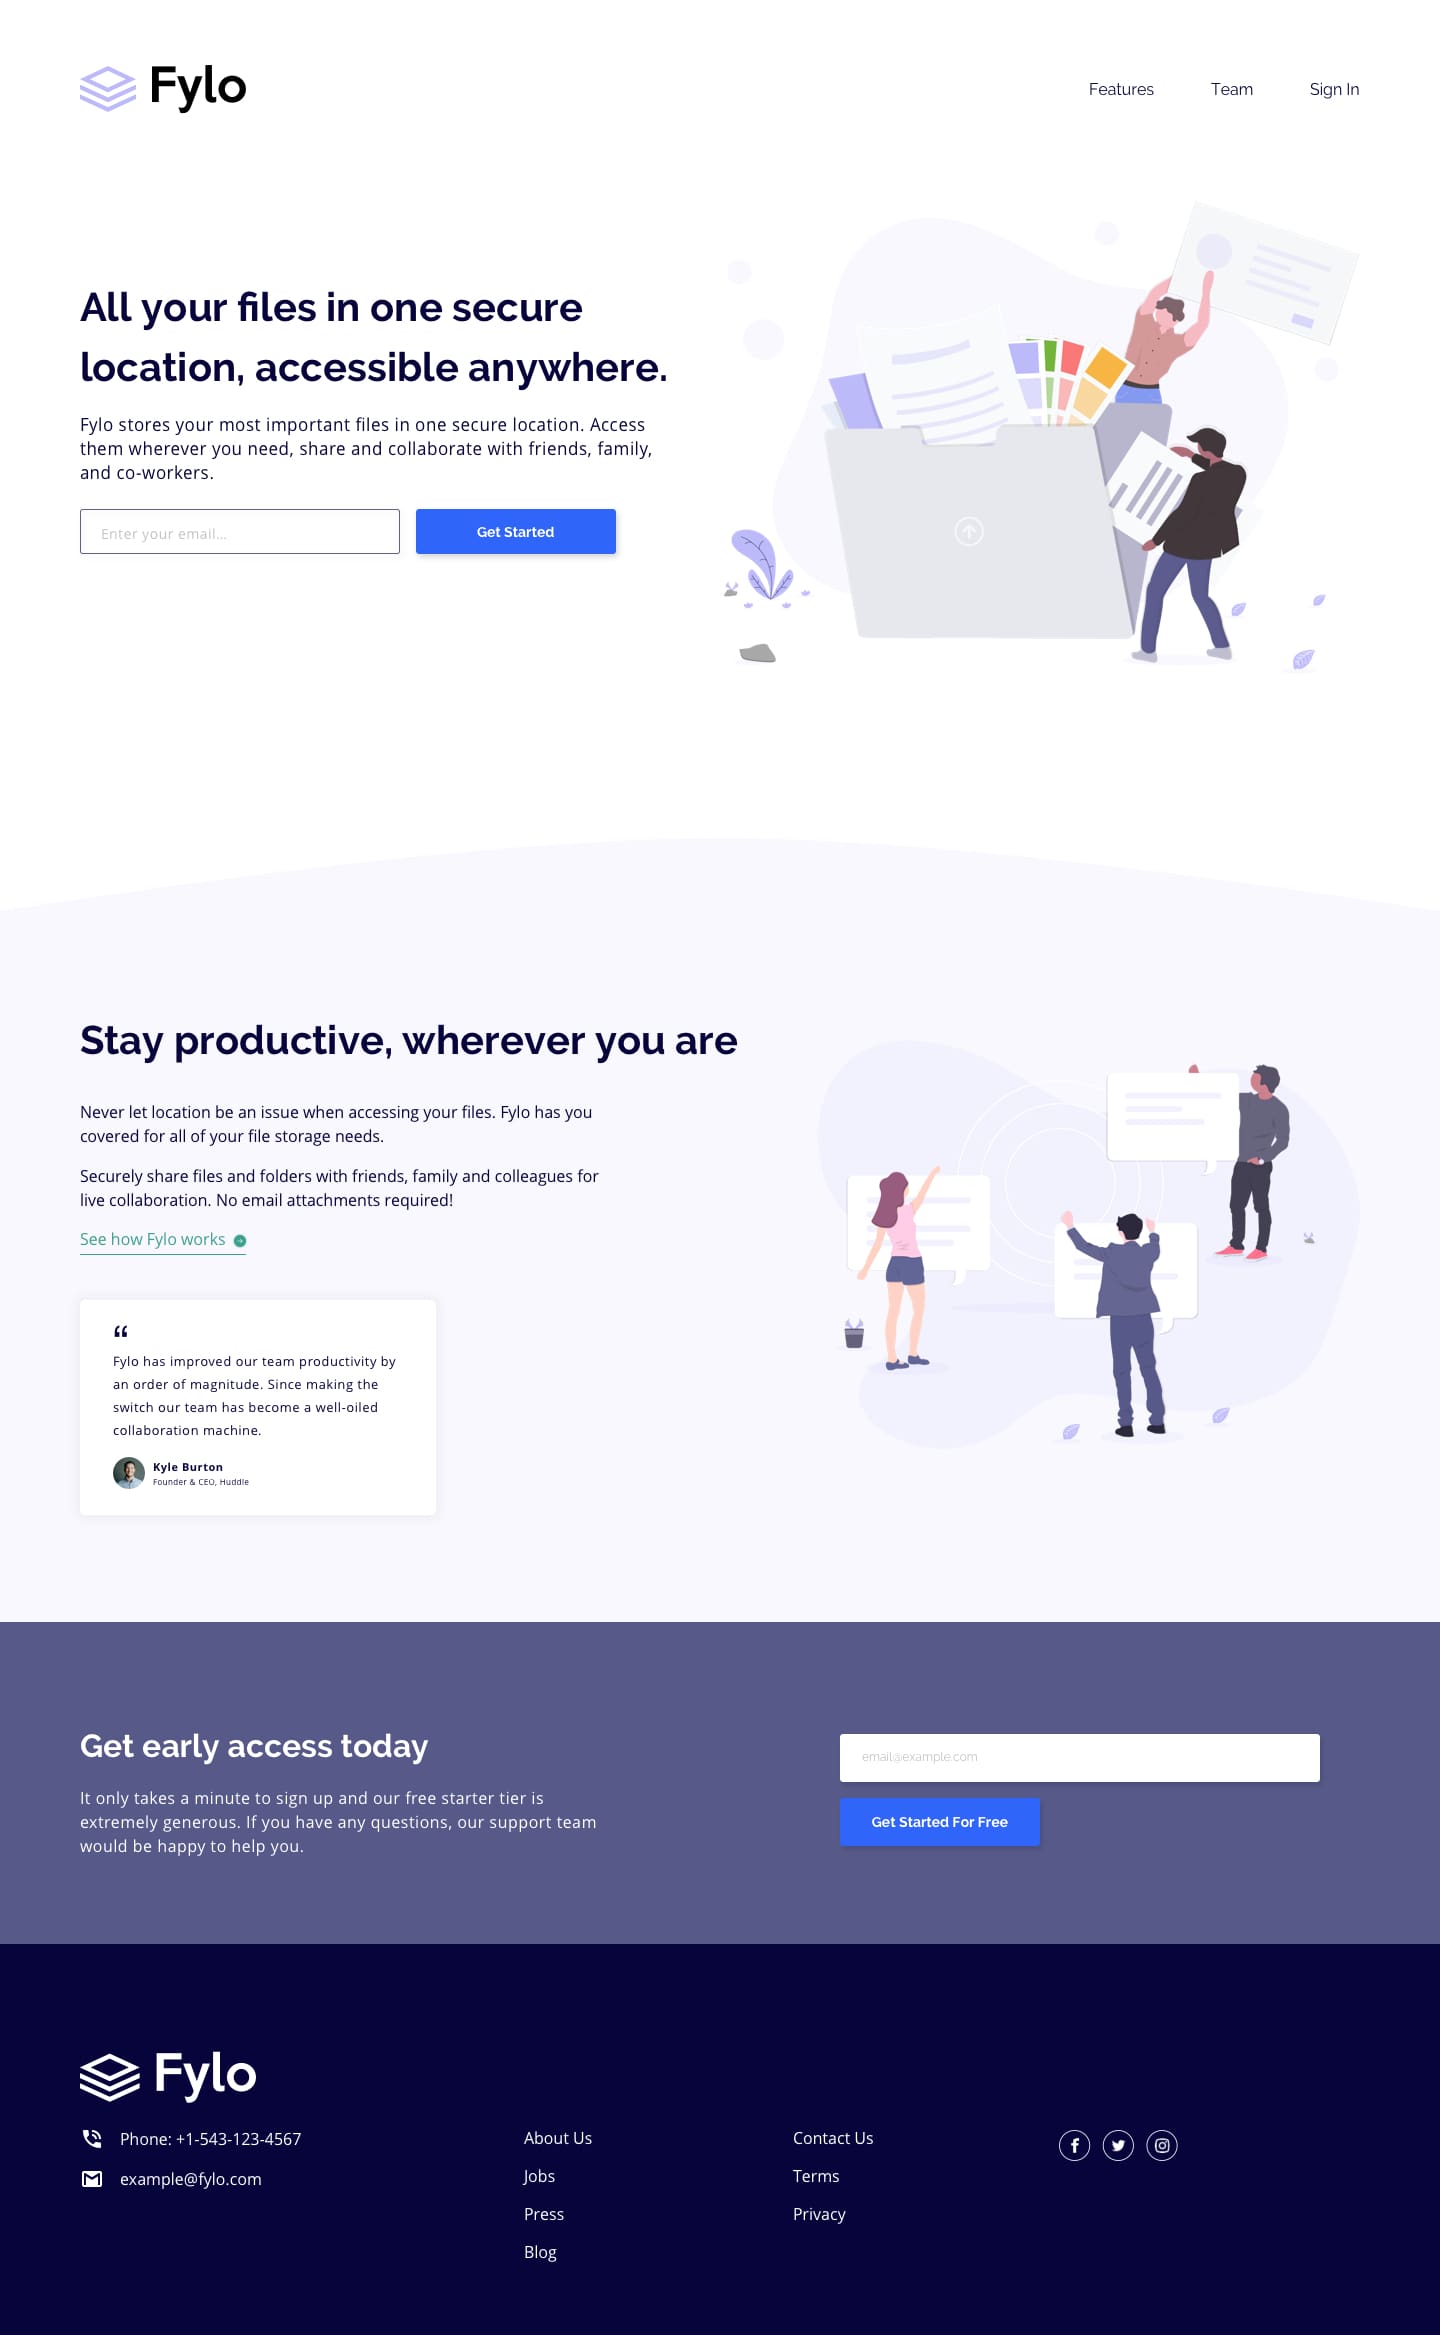 Fylo
Features
Team
Sign In
All your files in one secure
location, accessible anywhere.
Fylo stores your most important files in one secure location. Access
them wherever you need, share and collaborate with friends, family,
and co-workers.
Enter your email...
Get Started
Stay productive, wherever you are
Never let location be an issue when accessing your files. Fylo has you
covered for all of your file storage needs.
Securely share files and folders with friends, family and colleagues for
live collaboration. No email attachments required!
See how Fylo works
“
Fylo has improved our team productivity by
an order of magnitude. Since making the
switch our team has become a well-oiled
collaboration machine.
Kyle Burton
Founder & CEO, Huddle
Get early access today
It only takes a minute to sign up and our free starter tier is
extremely generous. If you have any questions, our support team
would be happy to help you.
email@example.com
Get Started For Free
Fylo
Phone: +1-543-123-4567
example@fylo.com
About Us
Jobs
Press
Blog
Contact Us
Terms
Privacy